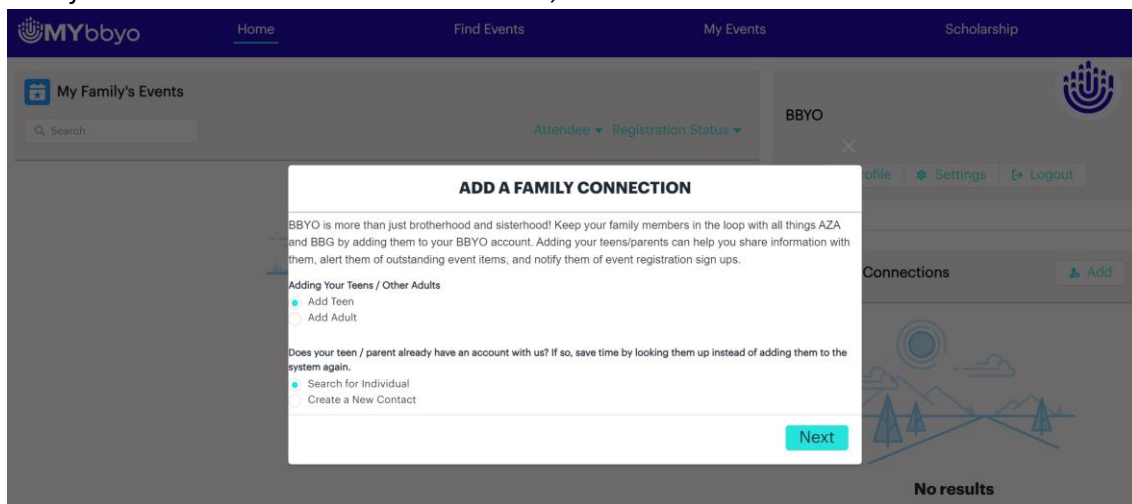 MYbbyo
Home
Find Events
My Events
Scholarship
My Family's Events
Search
Attendee
Registration Status
BBYO
Settings
Logout
ADD A FAMILY CONNECTION
BBYO is more than just brotherhood and sisterhood! Keep your family members in the loop with all things AZA
and BBG by adding them to your BBYO account. Adding your teens/parents can help you share information with
them, alert them of outstanding event items, and notify them of event registration sign ups.
Adding Your Teens / Other Adults
Add Teen
Add Adult
Does your teen / parent already have an account with us? If so, save time by looking them up instead of adding them to the
system again.
Search for Individual
Create a New Contact
Next
Connections
Add
No results